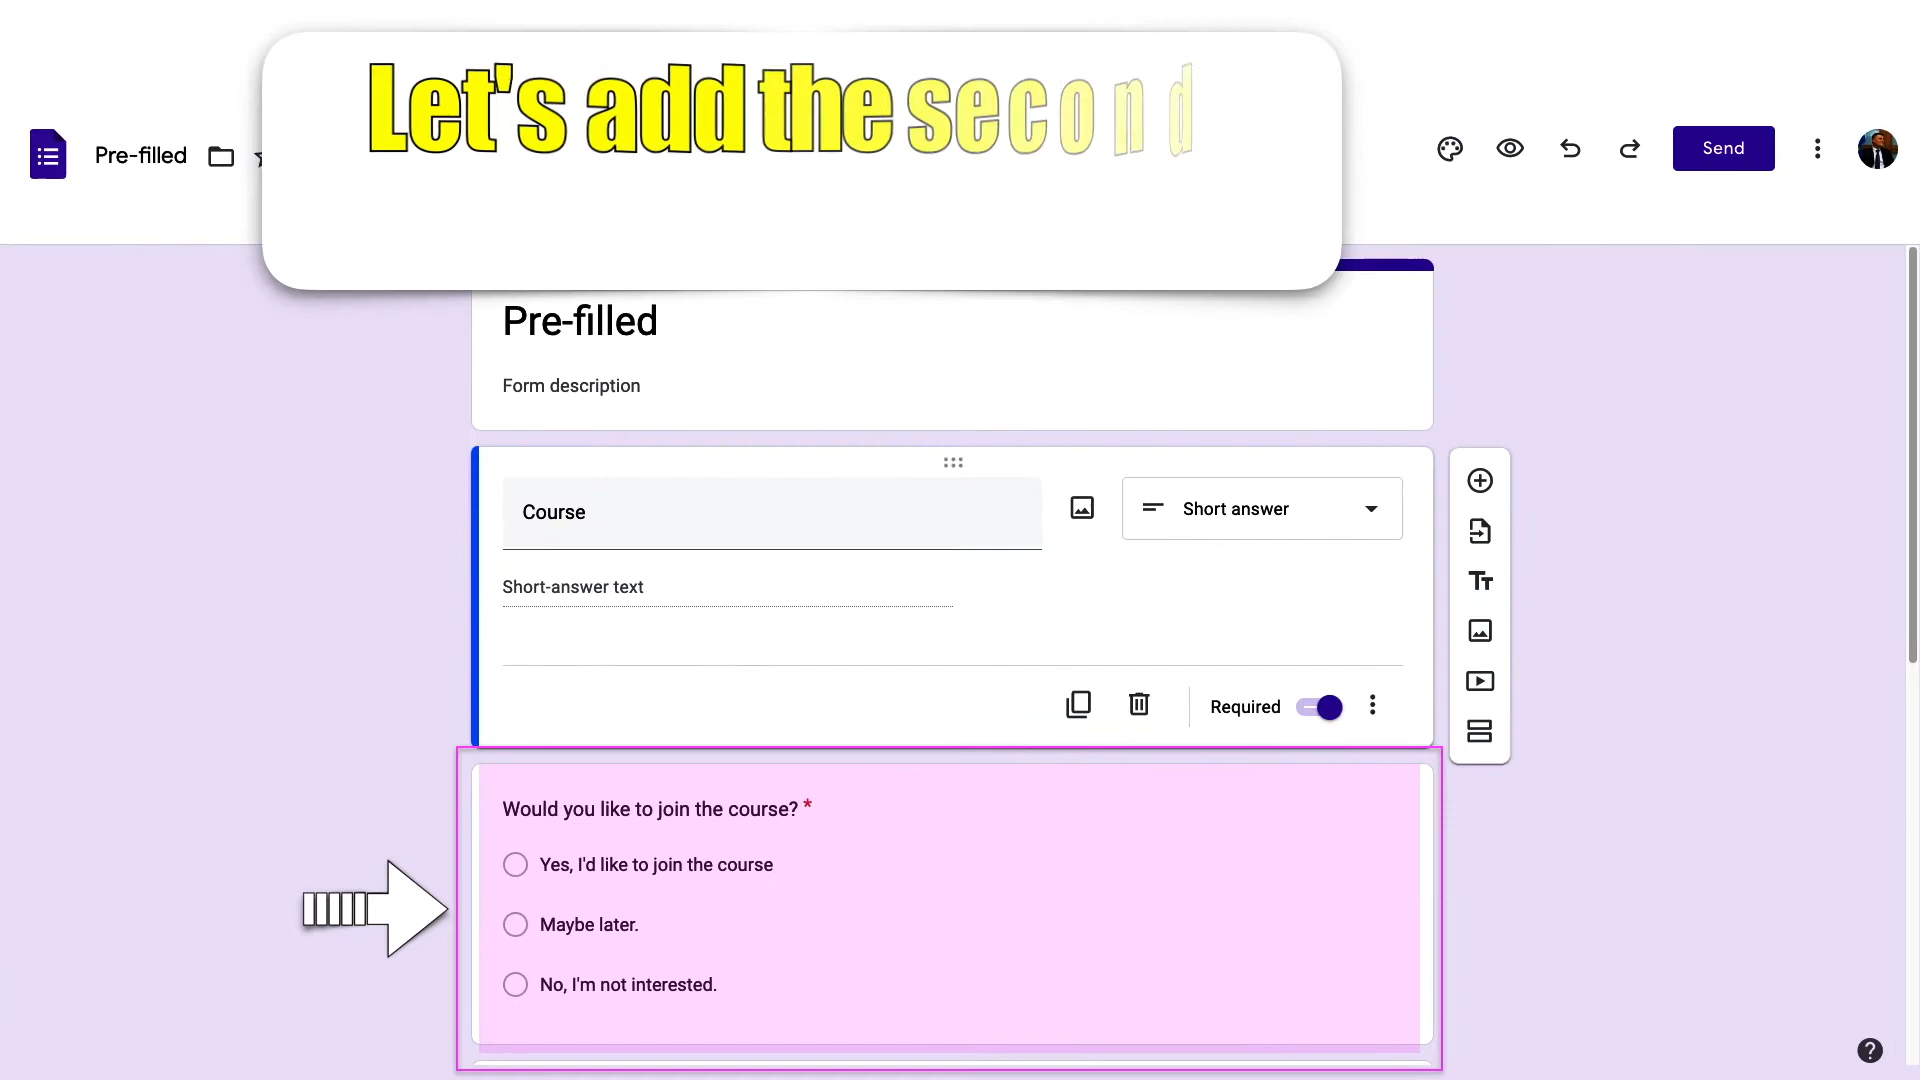 Let's add the second
Pre-filled
Send
Pre-filled
Form description
Course
Short answer
Short-answer text
Required
Would you like to join the course? *
Yes, I'd like to join the course
Maybe later.
No, I'm not interested.